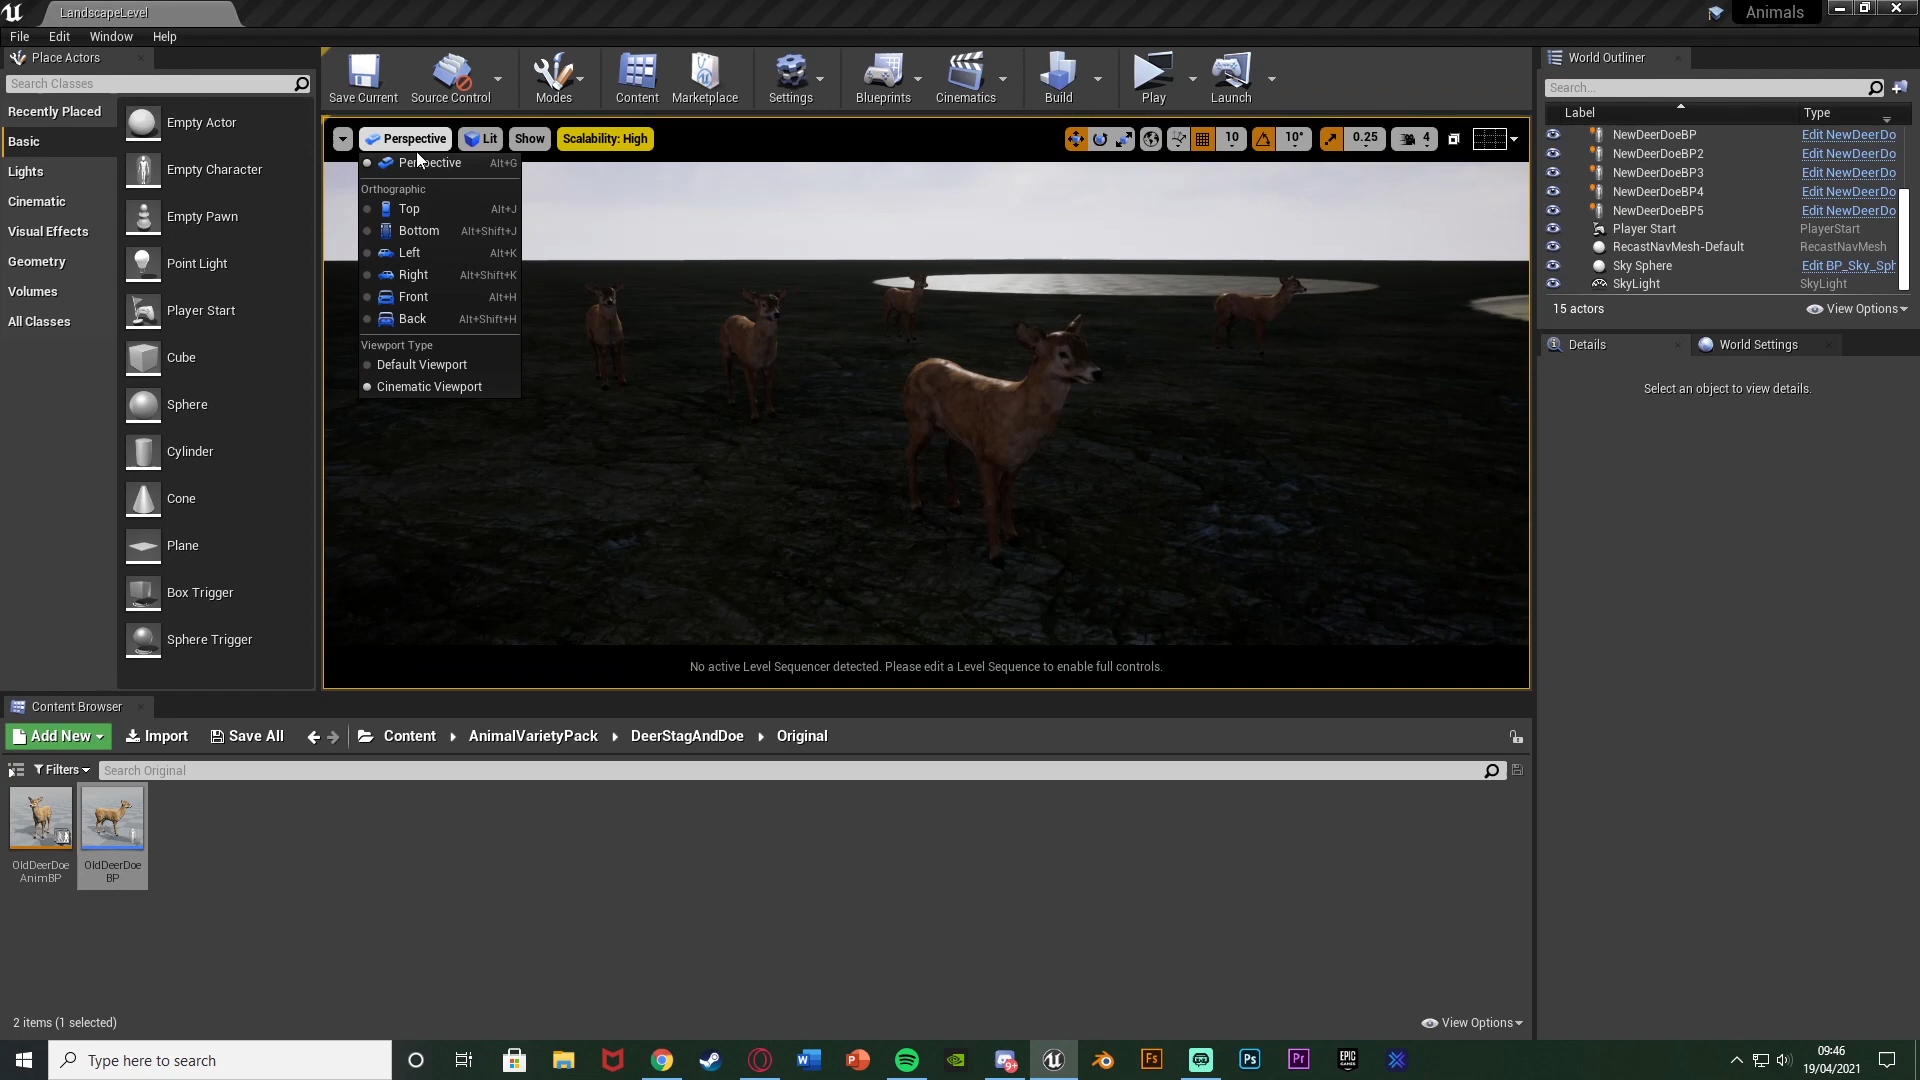 LandscapeLevel
Animals
File Edit Window Help
Place Actors
Search Classes
Recently Placed
Basic
Lights
Cinematic
Visual Effects
Geometry
Volumes
All Classes
Empty Actor
Empty Character
Empty Pawn
Point Light
Player Start
Cube
Sphere
Cylinder
Cone
Plane
Box Trigger
Sphere Trigger
Save Current Source Control Modes Content Marketplace Settings Blueprints Cinematics Build Play Launch
Perspective Lit Show Scalability: High 10 10° 0.25 4
Perspective Alt+G
Orthographic
Top Alt+J
Bottom Alt+Shift+J
Left Alt+K
Right Alt+Shift+K
Front Alt+H
Back Alt+Shift+H
Viewport Type
Default Viewport
Cinematic Viewport
No active Level Sequencer detected. Please edit a Level Sequence to enable full controls.
World Outliner
Search...
Label Type
NewDeerDoeBP Edit NewDeerDo
NewDeerDoeBP2 Edit NewDeerDo
NewDeerDoeBP3 Edit NewDeerDo
NewDeerDoeBP4 Edit NewDeerDo
NewDeerDoeBP5 Edit NewDeerDo
Player Start PlayerStart
RecastNavMesh-Default RecastNavMesh
Sky Sphere Edit BP_Sky_Sph
SkyLight SkyLight
15 actors View Options
Details World Settings
Select an object to view details.
Content Browser
Add New Import Save All Content AnimalVarietyPack DeerStagAndDoe Original
Filters Search Original
OldDeerDoe
AnimBP
OldDeerDoe
BP
2 items (1 selected) View Options
Type here to search
09:46
19/04/2021